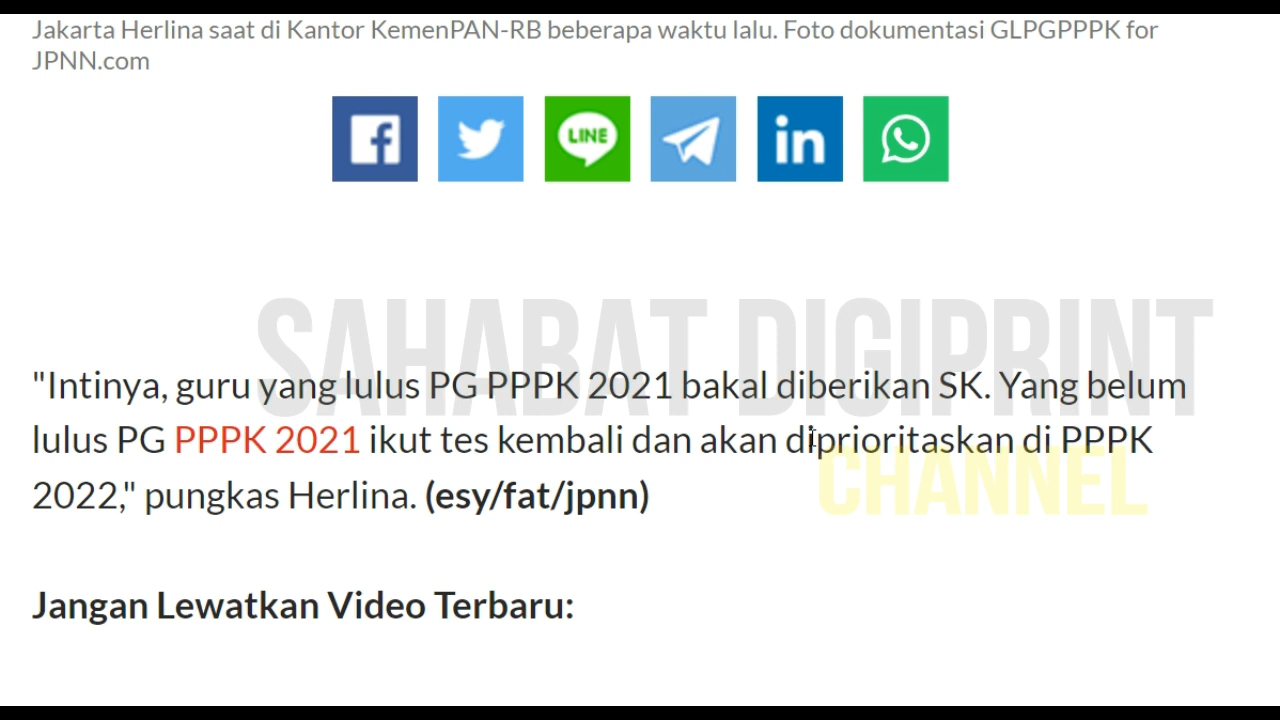 Jakarta Herlina saat di Kantor KemenPAN-RB beberapa waktu lalu. Foto dokumentasi GLPGPPPK for
JPNN.com
LINE
in
SAHABAT DIGIPRINT
"Intinya, guru yang lulus PG PPPK 2021 bakal diberikan SK. Yang belum
lulus PG PPPK 2021 ikut tes kembali dan akan diprioritaskan di PPPK
CHANNEL
2022," pungkas Herlina. (esy/fat/jpnn)
Jangan Lewatkan Video Terbaru: